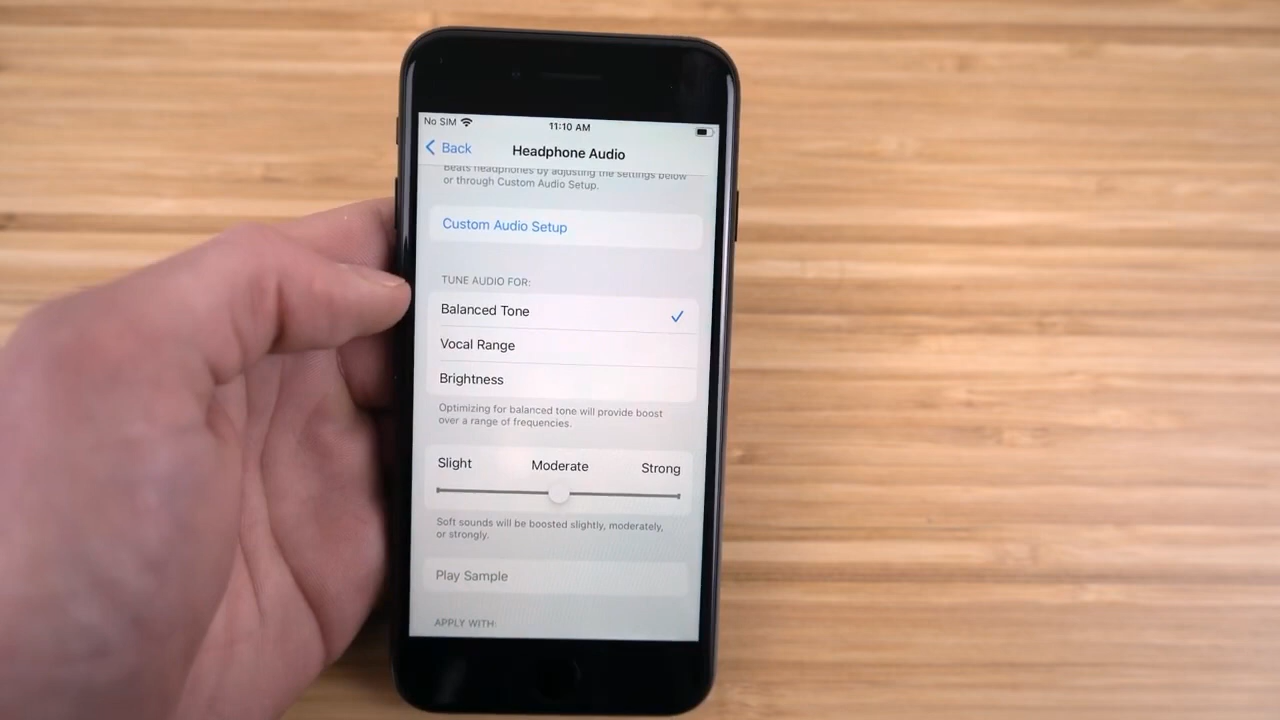 No SIM 11:10 AM
Back Headphone Audio
Beats headphones by adjusting the settings below
or through Custom Audio Setup.
Custom Audio Setup
TUNE AUDIO FOR:
Balanced Tone
Vocal Range
Brightness
Optimizing for balanced tone will provide boost
over a range of frequencies.
Slight Moderate Strong
Soft sounds will be boosted slightly, moderately,
or strongly.
Play Sample
APPLY WITH: